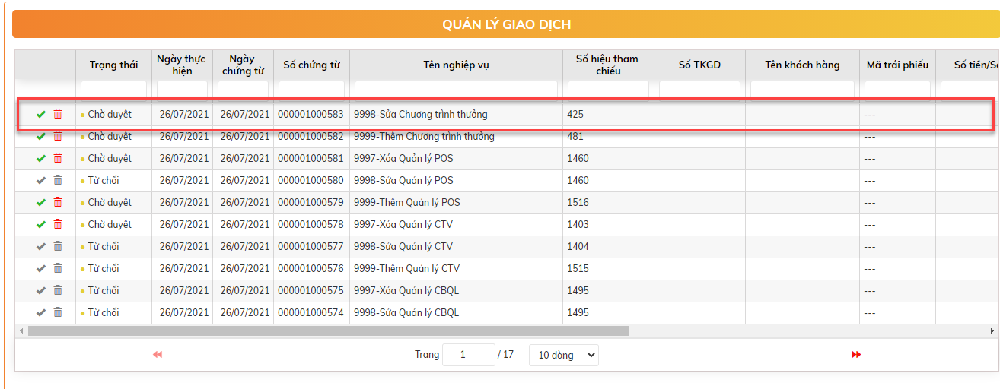 QUẢN LÝ GIAO DỊCH
Trạng thái Ngày thực hiện Ngày chứng từ Số chứng từ Tên nghiệp vụ Số hiệu tham chiếu Số TKGD Tên khách hàng Mã trái phiếu Số tiền/Số
Chờ duyệt 26/07/2021 26/07/2021 000001000583 9998-Sửa Chương trình thưởng 425 ---
Chờ duyệt 26/07/2021 26/07/2021 000001000582 9999-Thêm Chương trình thưởng 481 ---
Chờ duyệt 26/07/2021 26/07/2021 000001000581 9997-Xóa Quản lý POS 1460 ---
Từ chối 26/07/2021 26/07/2021 000001000580 9998-Sửa Quản lý POS 1460 ---
Chờ duyệt 26/07/2021 26/07/2021 000001000579 9999-Thêm Quản lý POS 1516 ---
Chờ duyệt 26/07/2021 26/07/2021 000001000578 9997-Xóa Quản lý CTV 1403 ---
Từ chối 26/07/2021 26/07/2021 000001000577 9998-Sửa Quản lý CTV 1404 ---
Từ chối 26/07/2021 26/07/2021 000001000576 9999-Thêm Quản lý CTV 1515 ---
Từ chối 26/07/2021 26/07/2021 000001000575 9997-Xóa Quản lý CBQL 1495 ---
Từ chối 26/07/2021 26/07/2021 000001000574 9998-Sửa Quản lý CBQL 1495 ---
Trang 1 / 17 10 dòng